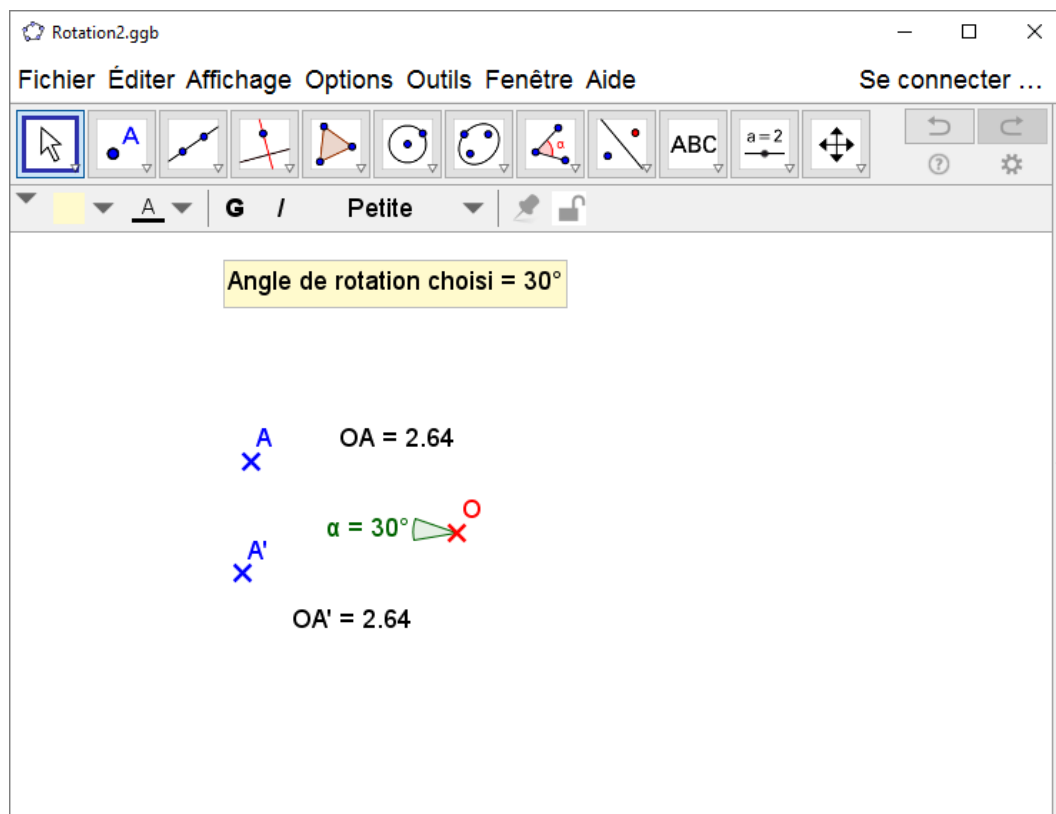 Rotation2.ggb
Fichier Éditer Affichage Options Outils Fenêtre Aide Se connecter ...
A α ABC a = 2
A G I Petite
Angle de rotation choisi = 30°
A OA = 2.64
O
α = 30°
A'
OA' = 2.64